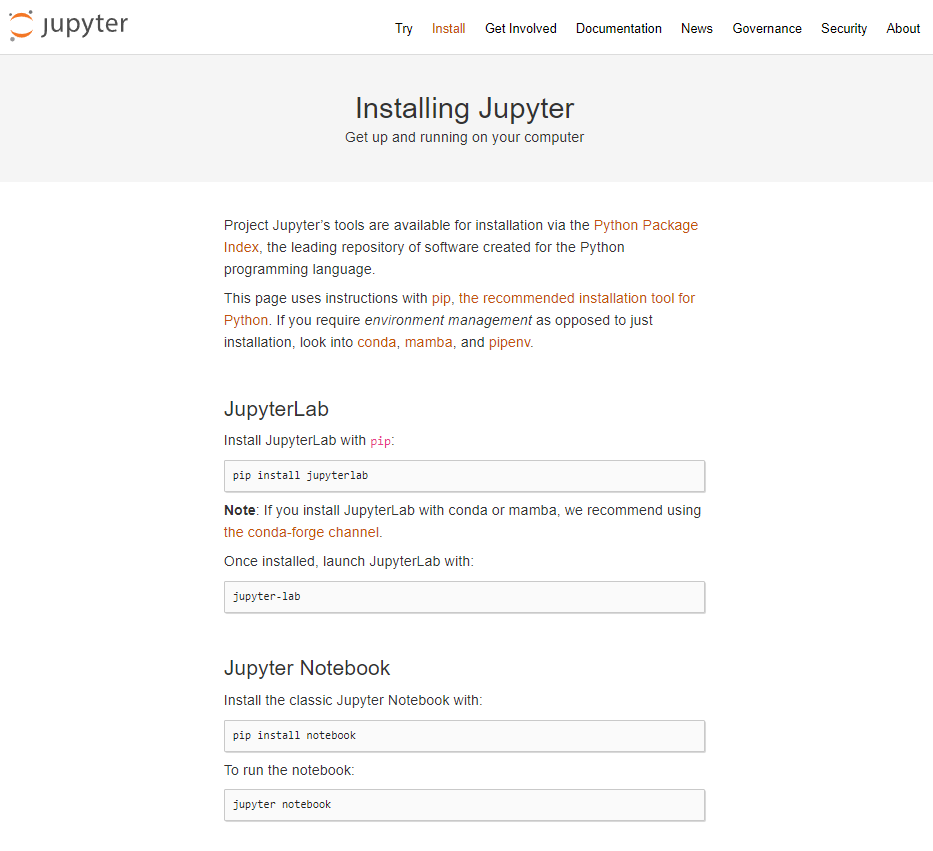 jupyter
Try Install Get Involved Documentation News Governance Security About
Installing Jupyter
Get up and running on your computer
Project Jupyter’s tools are available for installation via the Python Package
Index, the leading repository of software created for the Python
programming language.
This page uses instructions with pip, the recommended installation tool for
Python. If you require environment management as opposed to just
installation, look into conda, mamba, and pipenv.
JupyterLab
Install JupyterLab with pip:
pip install jupyterlab
Note: If you install JupyterLab with conda or mamba, we recommend using
the conda-forge channel.
Once installed, launch JupyterLab with:
jupyter-lab
Jupyter Notebook
Install the classic Jupyter Notebook with:
pip install notebook
To run the notebook:
jupyter notebook